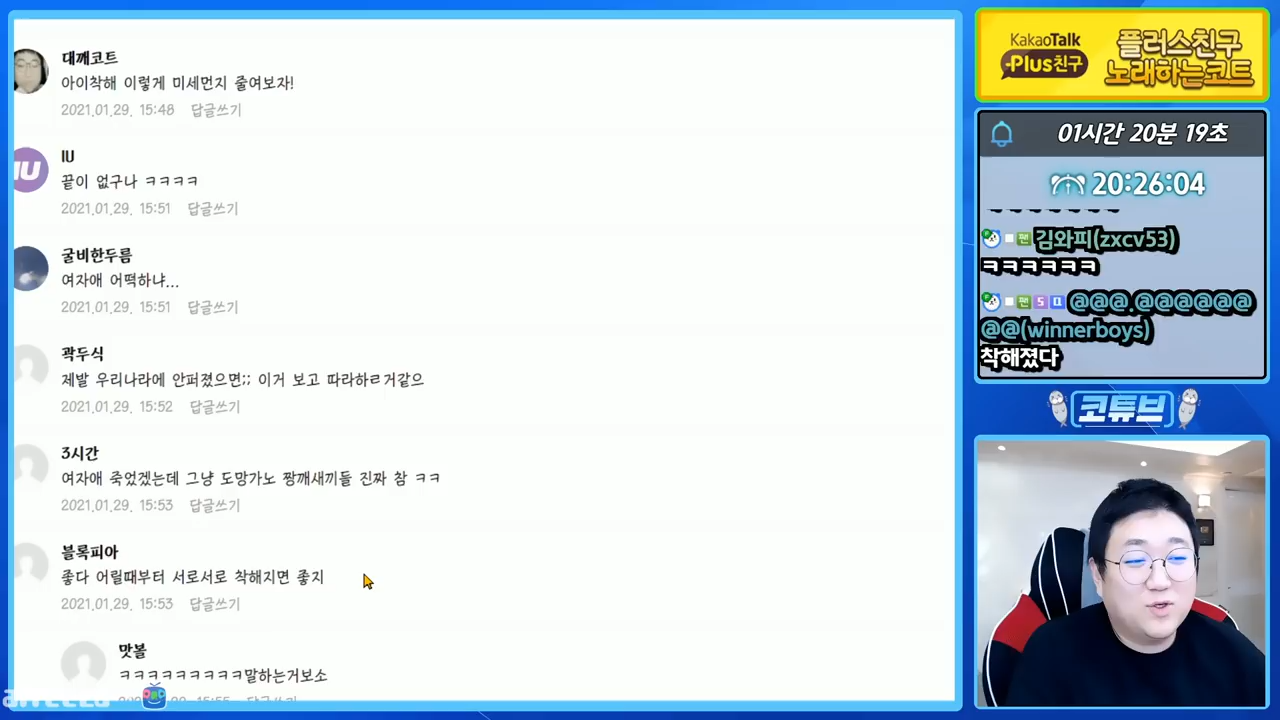 대깨코트
아이착해 이렇게 미세먼지 줄여보자!
2021.01.29. 15:48 답글쓰기
IU
IU
끝이 없구나 ㅋㅋㅋㅋ
2021.01.29. 15:51 답글쓰기
굴비한두름
여자애 어떡하냐...
2021.01.29. 15:51 답글쓰기
곽두식
제발 우리나라에 안퍼졌으면;; 이거 보고 따라하ㄹ거같으
2021.01.29. 15:52 답글쓰기
3시간
여자애 죽었겠는데 그냥 도망가노 짱깨새끼들 진짜 참 ㅋㅋ
2021.01.29. 15:53 답글쓰기
블록피아
좋다 어릴때부터 서로서로 착해지면 좋지
2021.01.29. 15:53 답글쓰기
맛볼
ㅋㅋㅋㅋㅋㅋㅋㅋㅋ말하는거보소
KakaoTalk
Plus친구
플러스친구
노래하는코트
01시간 20분 19초
20:26:04
팬 김와피(zxcv53)
ㅋㅋㅋㅋㅋㅋ
팬 5 @@@.@@@@@@
@@(winnerboys)
착해졌다
코튜브